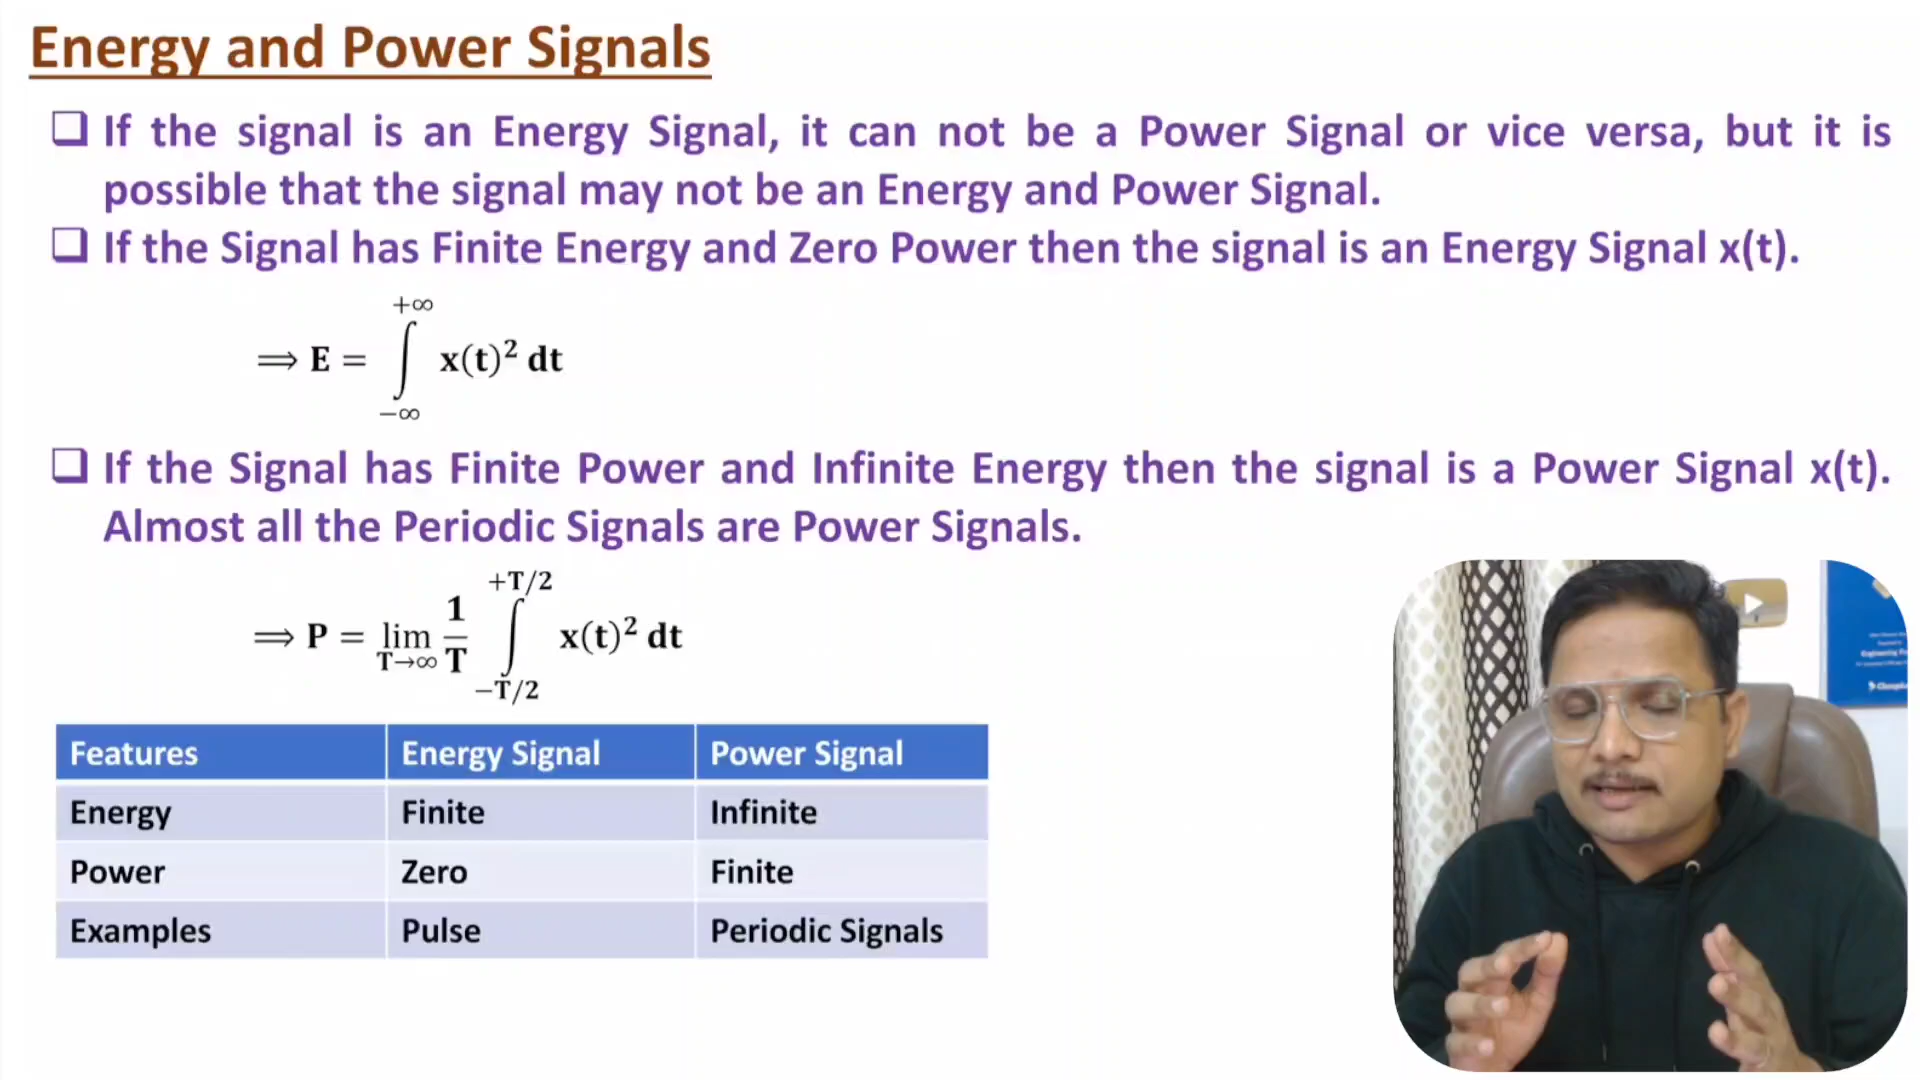 Energy and Power Signals
❑ If the signal is an Energy Signal, it can not be a Power Signal or vice versa, but it is
possible that the signal may not be an Energy and Power Signal.
❑ If the Signal has Finite Energy and Zero Power then the signal is an Energy Signal x(t).
⟹ E = ∫_{−∞}^{+∞} x(t)² dt
❑ If the Signal has Finite Power and Infinite Energy then the signal is a Power Signal x(t).
Almost all the Periodic Signals are Power Signals.
⟹ P = lim_{T→∞} 1/T ∫_{−T/2}^{+T/2} x(t)² dt
Features Energy Signal Power Signal
Energy Finite Infinite
Power Zero Finite
Examples Pulse Periodic Signals